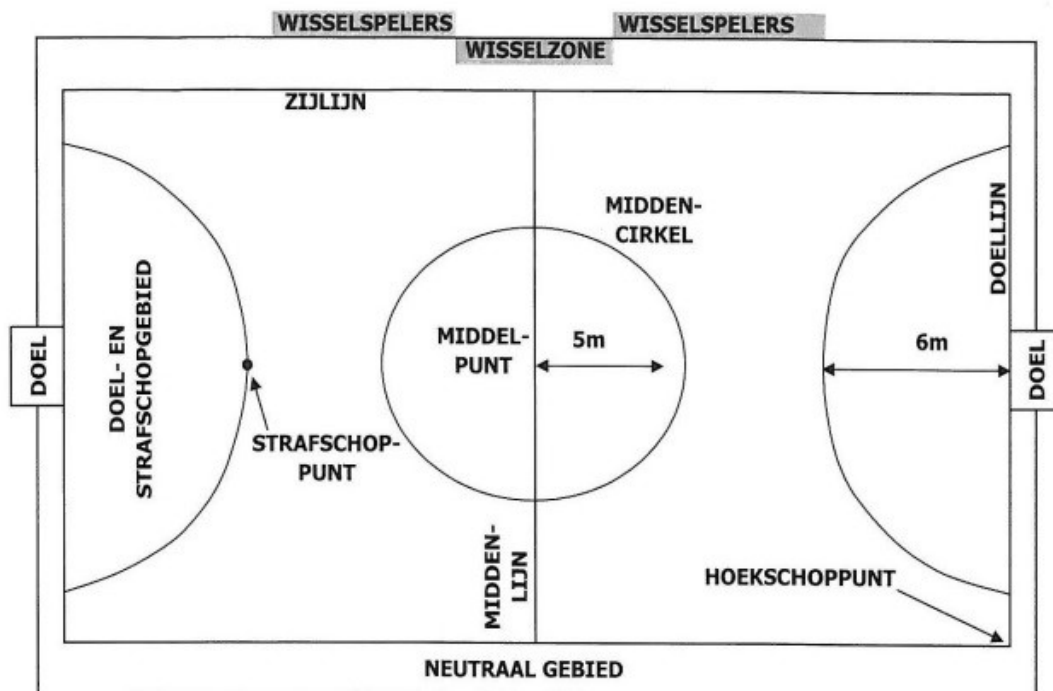 WISSELSPELERS
WISSELSPELERS
WISSELZONE
ZIJLIJN
MIDDEN-
CIRKEL
DOELLIJN
DOEL
DOEL- EN
STRAFSCHOPGEBIED
MIDDEL-
PUNT
5m
6m
DOEL
STRAFSCHOP-
PUNT
MIDDEN-
LIJN
HOEKSCHOPPUNT
NEUTRAAL GEBIED